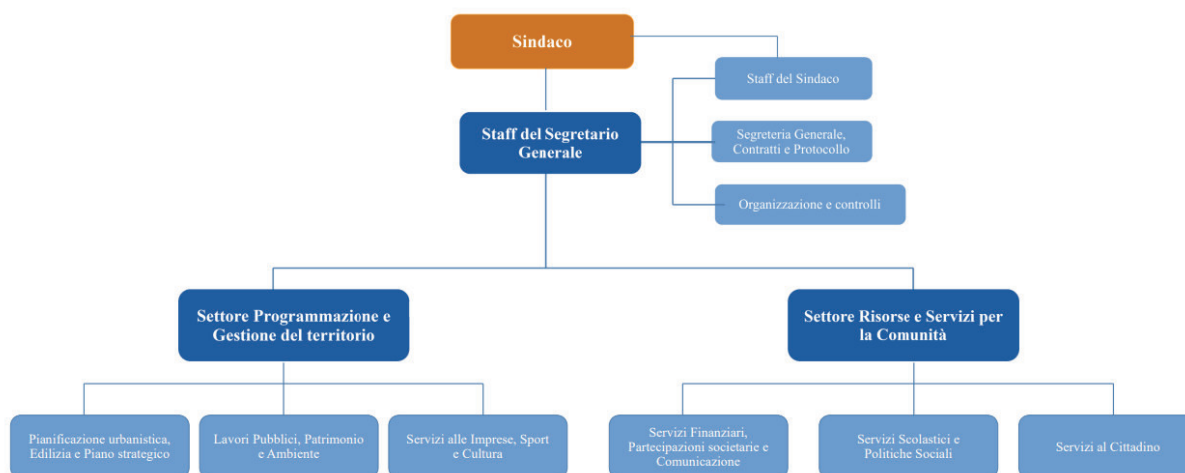 Sindaco
Staff del Sindaco
Staff del Segretario
Generale
Segreteria Generale,
Contratti e Protocollo
Organizzazione e controlli
Settore Programmazione e
Gestione del territorio
Settore Risorse e Servizi per
la Comunità
Pianificazione urbanistica,
Edilizia e Piano strategico
Lavori Pubblici, Patrimonio
e Ambiente
Servizi alle Imprese, Sport
e Cultura
Servizi Finanziari,
Partecipazioni societarie e
Comunicazione
Servizi Scolastici e
Politiche Sociali
Servizi al Cittadino